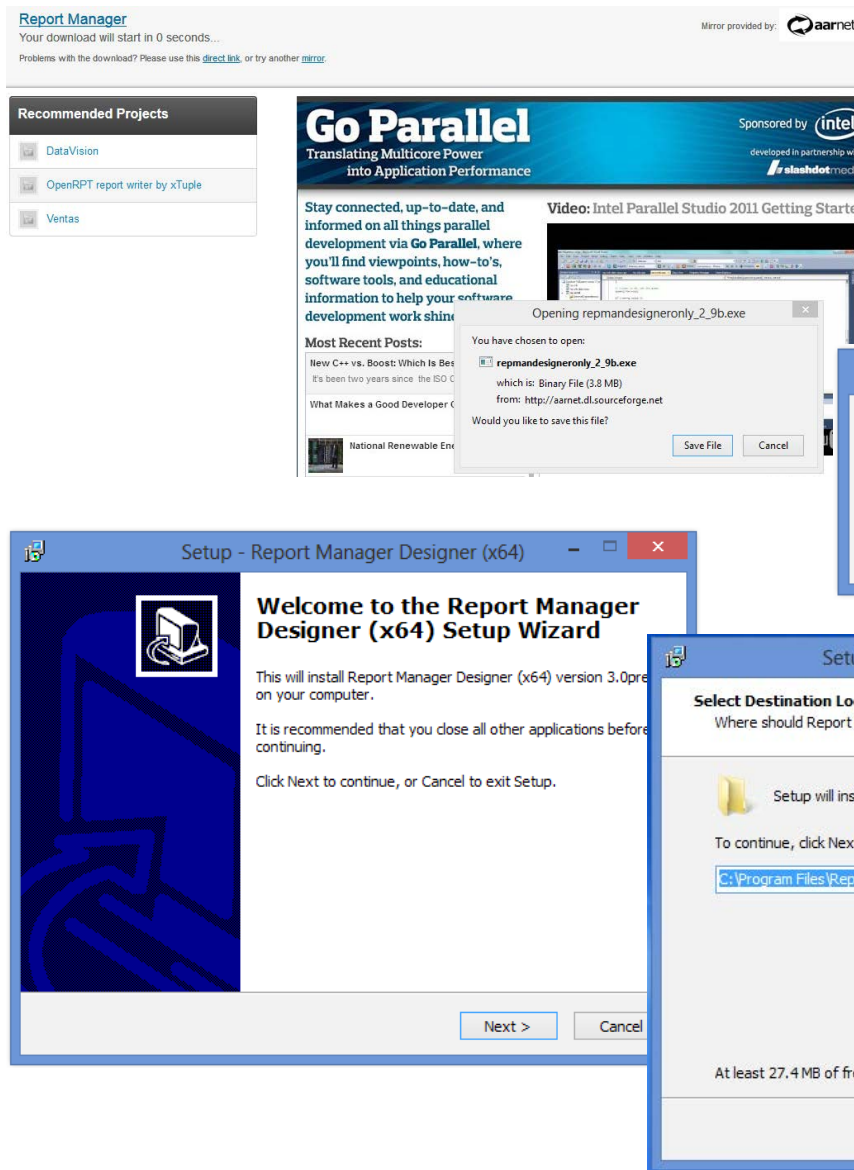 Report Manager
Your download will start in 0 seconds...
Problems with the download? Please use this direct link, or try another mirror.
Mirror provided by:
aarnet
Recommended Projects
DataVision
OpenRPT report writer by xTuple
Ventas
Go Parallel
Translating Multicore Power
into Application Performance
Sponsored by intel
developed in partnership w
slashdotmed
Stay connected, up-to-date, and
informed on all things parallel
development via Go Parallel, where
you'll find viewpoints, how-to's,
software tools, and educational
information to help your software
development work shin
Most Recent Posts:
New C++ vs. Boost: Which Is Bes
It's been two years since the ISO C
What Makes a Good Developer
National Renewable Ene
Video: Intel Parallel Studio 2011 Getting Starte
Opening repmandesigneronly_2_9b.exe
You have chosen to open:
repmandesigneronly_2_9b.exe
which is: Binary File (3.8 MB)
from: http://aarnet.dl.sourceforge.net
Would you like to save this file?
Save File
Cancel
Setup - Report Manager Designer (x64)
Welcome to the Report Manager
Designer (x64) Setup Wizard
This will install Report Manager Designer (x64) version 3.0pre
on your computer.
It is recommended that you close all other applications before
continuing.
Click Next to continue, or Cancel to exit Setup.
Next >
Cancel
Setu
Select Destination Lo
Where should Report
Setup will ins
To continue, click Nex
C:\Program Files\Rep
At least 27.4 MB of fre